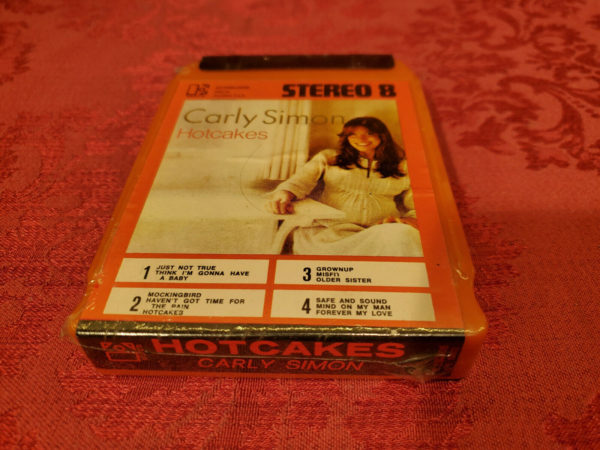 STEREO 8
Carly Simon
Hotcakes
1 JUST NOT TRUE
THINK I'M GONNA HAVE
A BABY
2 MOCKINGBIRD
HAVEN'T GOT TIME FOR
THE PAIN
HOTCAKES
3 GROWNUP
MISFIT
OLDER SISTER
4 SAFE AND SOUND
MIND ON MY MAN
FOREVER MY LOVE
HOTCAKES
CARLY SIMON